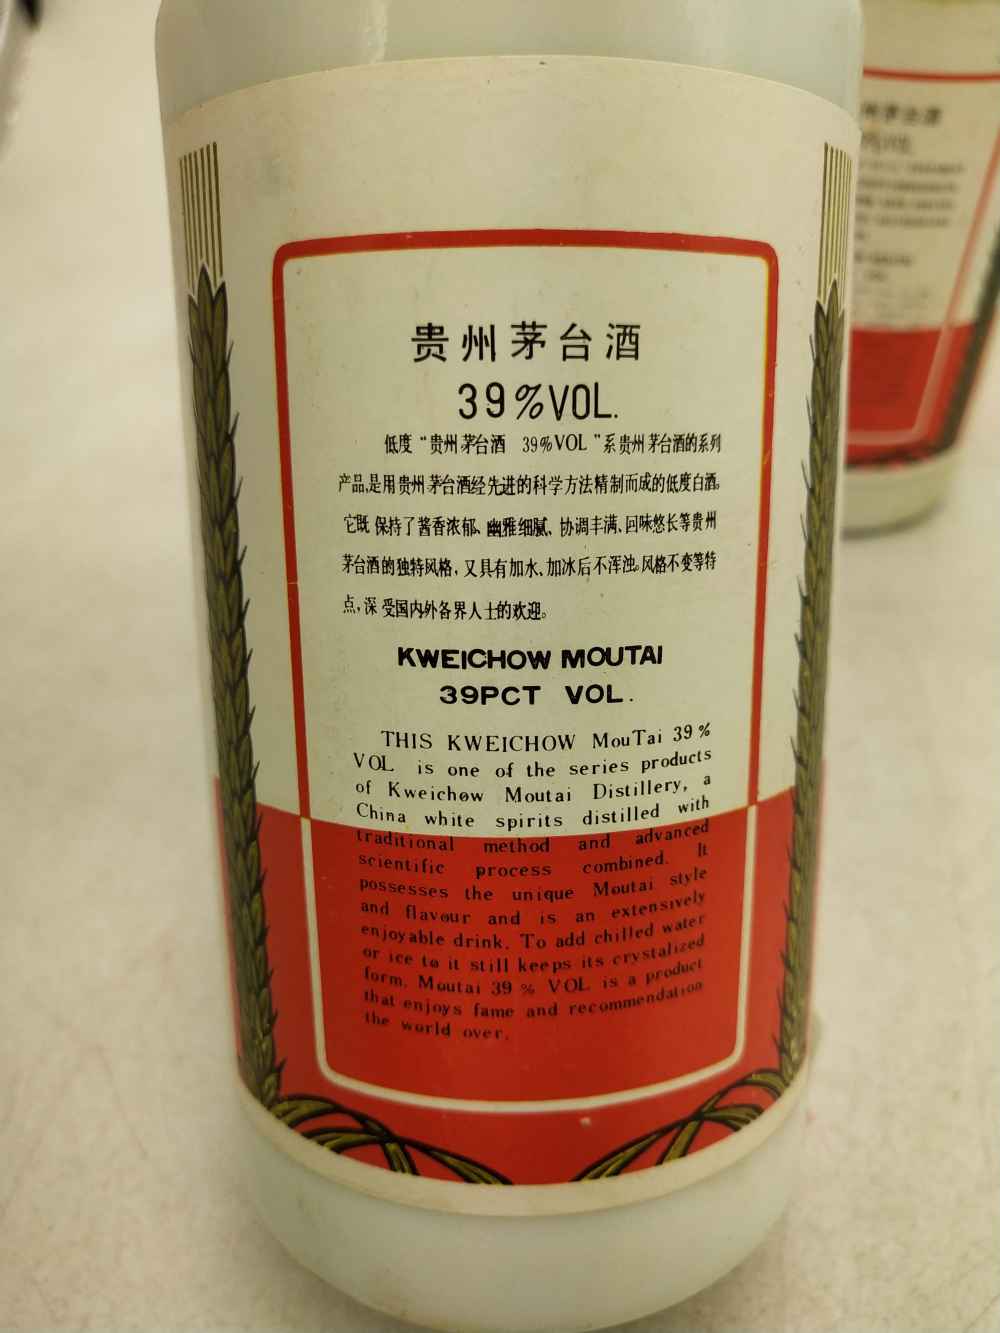 贵州茅台酒
39%VOL.
低度“贵州茅台酒 39%VOL”系贵州茅台酒的系列
产品,是用贵州茅台酒经先进的科学方法精制而成的低度白酒。
它既保持了酱香浓郁、幽雅细腻、协调丰满、回味悠长等贵州
茅台酒的独特风格，又具有加水、加冰后不浑浊。风格不变等特
点，深受国内外各界人士的欢迎。
KWEICHOW MOUTAI
39PCT VOL.
THIS KWEICHOW MouTai 39%
VOL is one of the series products
of Kweichow Moutai Distillery, a
China white spirits distilled with
traditional method and advanced
scientific process combined. It
possesses the unique Moutai style
and flavour and is an extensively
enjoyable drink. To add chilled water
or ice to it still keeps its crystalized
form. Moutai 39% VOL is a product
that enjoys fame and recommendation
the world over.